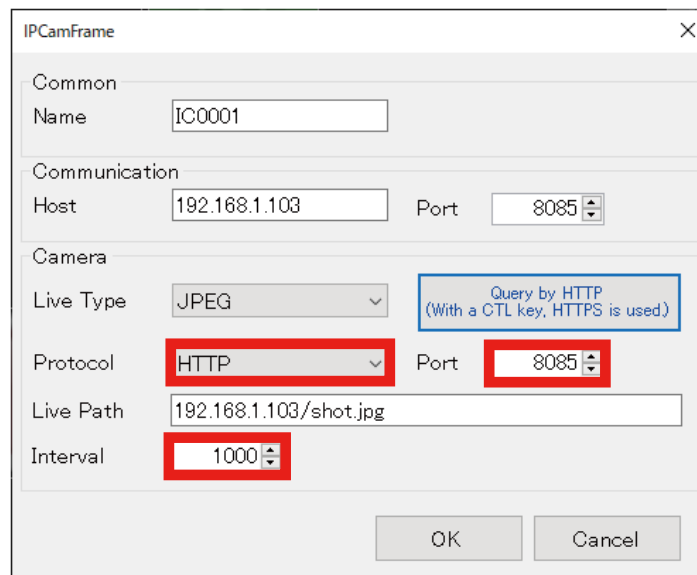 IPCamFrame
Common
Name IC0001
Communication
Host 192.168.1.103 Port 8085
Camera
Live Type JPEG Query by HTTP
(With a CTL key, HTTPS is used.)
Protocol HTTP Port 8085
Live Path 192.168.1.103/shot.jpg
Interval 1000
OK Cancel